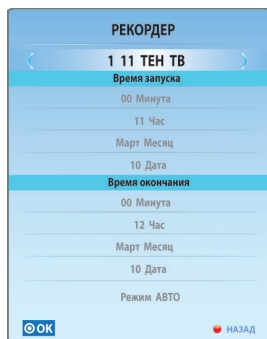 РЕКОРДЕР
1 11 ТЕН ТВ
Время запуска
00 Минута
11 Час
Март Месяц
10 Дата
Время окончания
00 Минута
12 Час
Март Месяц
10 Дата
Режим АВТО
OK НАЗАД